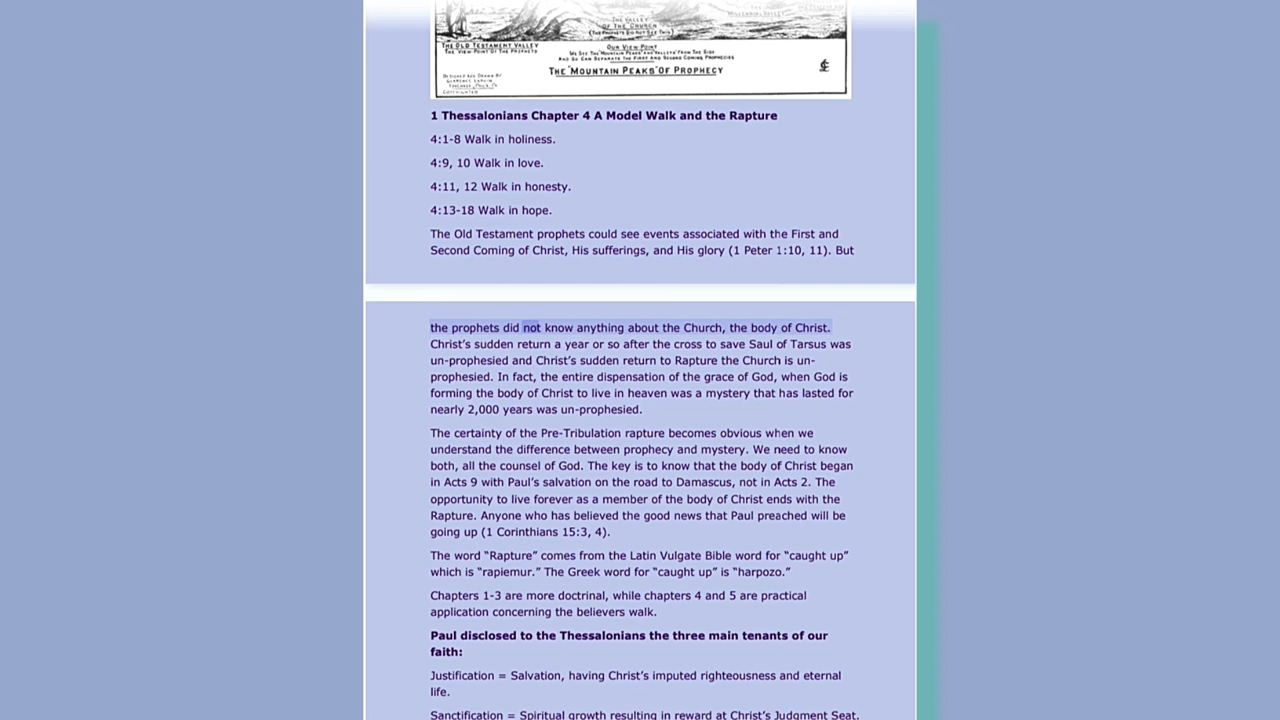 THE VALLEY
OF THE CHURCH
(THE PROPHETS DID NOT SEE THIS)
THE OLD TESTAMENT VALLEY
THE VIEW POINT OF THE PROPHETS
OUR VIEW-POINT
WE SEE THE "MOUNTAIN PEAKS" AND "VALLEYS" FROM THE SIDE
AND SO CAN SEPARATE THE FIRST AND SECOND COMING PROPHECIES
THE "MOUNTAIN PEAKS" OF PROPHECY
DESIGNED AND DRAWN BY
CLARENCE LARKIN
COPYRIGHTED
1 Thessalonians Chapter 4 A Model Walk and the Rapture
4:1-8 Walk in holiness.
4:9, 10 Walk in love.
4:11, 12 Walk in honesty.
4:13-18 Walk in hope.
The Old Testament prophets could see events associated with the First and
Second Coming of Christ, His sufferings, and His glory (1 Peter 1:10, 11). But
the prophets did not know anything about the Church, the body of Christ.
Christ's sudden return a year or so after the cross to save Saul of Tarsus was
un-prophesied and Christ's sudden return to Rapture the Church is un-
prophesied. In fact, the entire dispensation of the grace of God, when God is
forming the body of Christ to live in heaven was a mystery that has lasted for
nearly 2,000 years was un-prophesied.
The certainty of the Pre-Tribulation rapture becomes obvious when we
understand the difference between prophecy and mystery. We need to know
both, all the counsel of God. The key is to know that the body of Christ began
in Acts 9 with Paul's salvation on the road to Damascus, not in Acts 2. The
opportunity to live forever as a member of the body of Christ ends with the
Rapture. Anyone who has believed the good news that Paul preached will be
going up (1 Corinthians 15:3, 4).
The word "Rapture" comes from the Latin Vulgate Bible word for "caught up"
which is "rapiemur." The Greek word for "caught up" is "harpozo."
Chapters 1-3 are more doctrinal, while chapters 4 and 5 are practical
application concerning the believers walk.
Paul disclosed to the Thessalonians the three main tenants of our
faith:
Justification = Salvation, having Christ's imputed righteousness and eternal
life.
Sanctification = Spiritual growth resulting in reward at Christ's Judgment Seat.